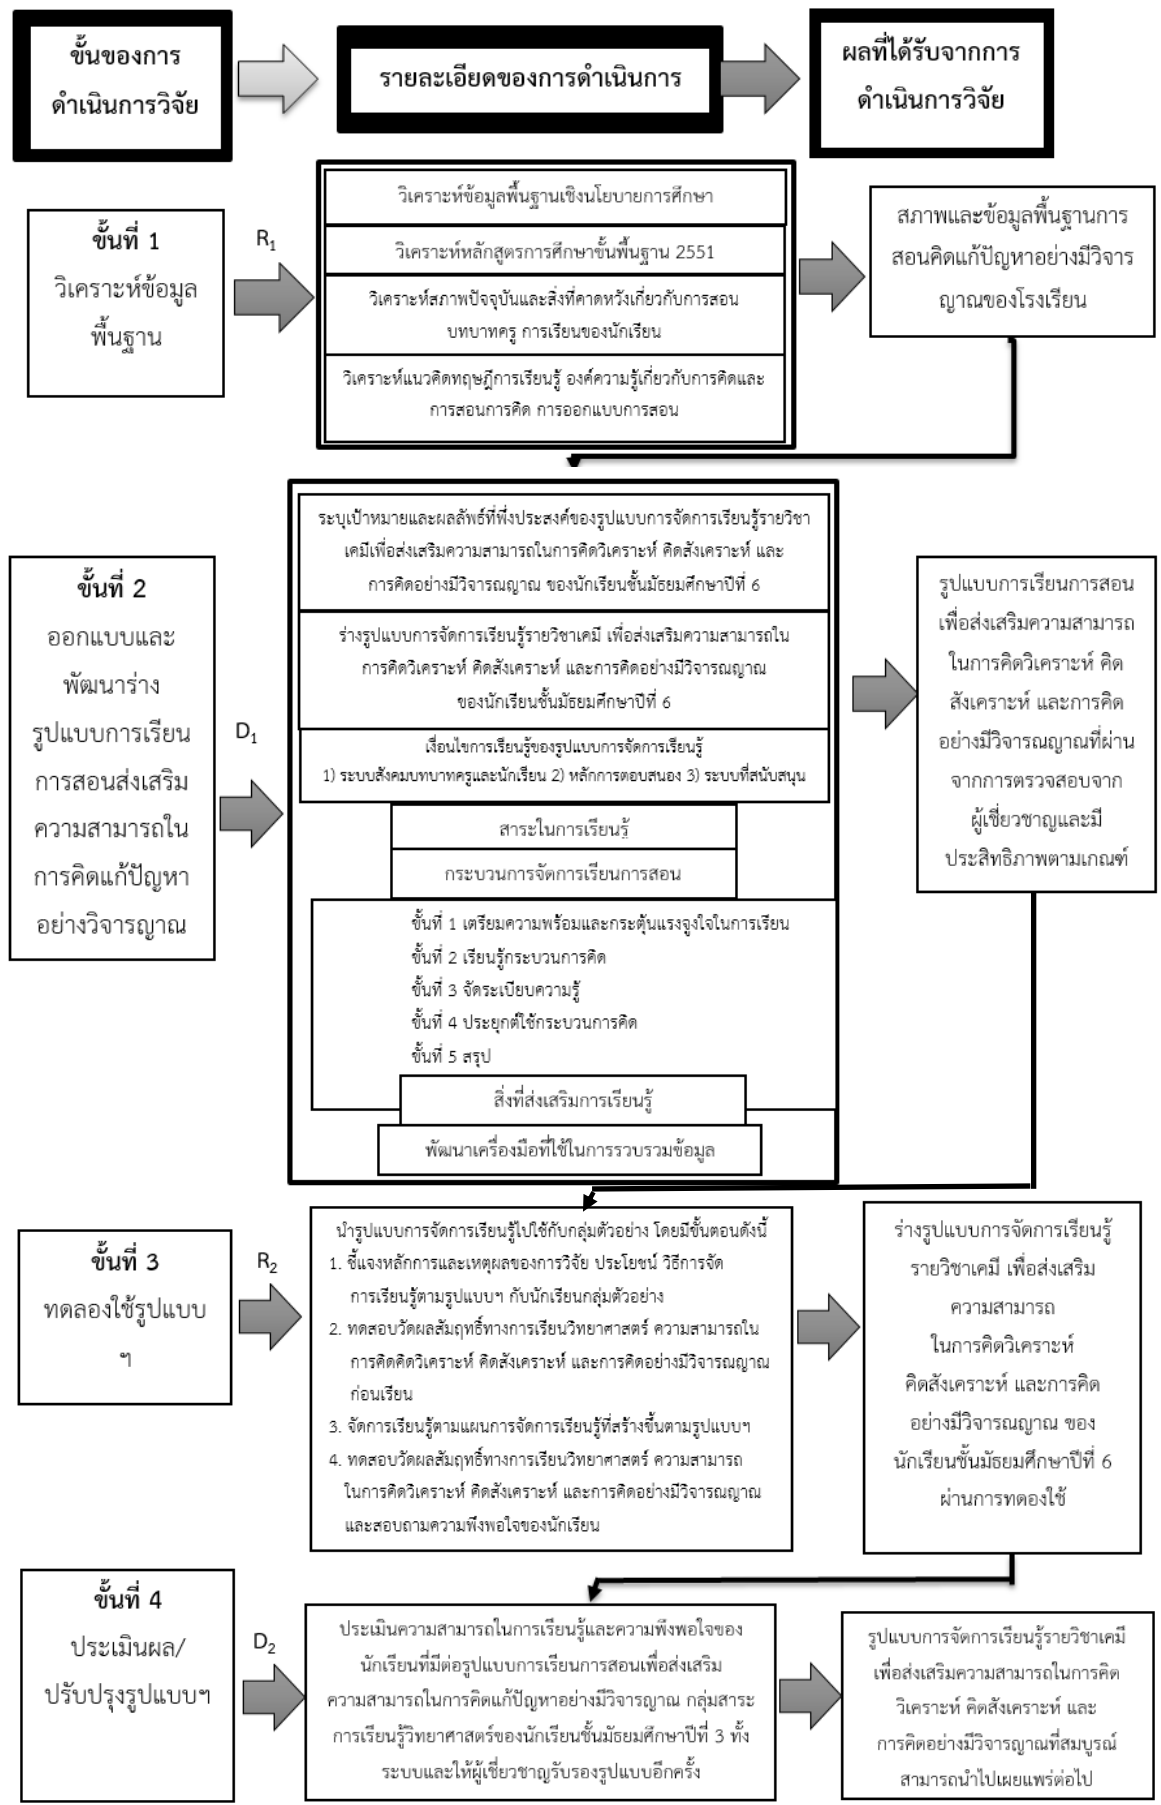 ขั้นของการ
ดำเนินการวิจัย
รายละเอียดของการดำเนินการ
ผลที่ได้รับจากการ
ดำเนินการวิจัย
ขั้นที่ 1
วิเคราะห์ข้อมูล
พื้นฐาน
R1
วิเคราะห์ข้อมูลพื้นฐานเชิงนโยบายการศึกษา
วิเคราะห์หลักสูตรการศึกษาขั้นพื้นฐาน 2551
วิเคราะห์สภาพปัจจุบันและสิ่งที่คาดหวังเกี่ยวกับการสอน
บทบาทครู การเรียนของนักเรียน
วิเคราะห์แนวคิดทฤษฎีการเรียนรู้ องค์ความรู้เกี่ยวกับการคิดและ
การสอนการคิด การออกแบบการสอน
สภาพและข้อมูลพื้นฐานการ
สอนคิดแก้ปัญหาอย่างมีวิจาร
ญาณของโรงเรียน
ขั้นที่ 2
ออกแบบและ
พัฒนาร่าง
รูปแบบการเรียน
การสอนส่งเสริม
ความสามารถใน
การคิดแก้ปัญหา
อย่างวิจารญาณ
D1
ระบุเป้าหมายและผลลัพธ์ที่พึ่งประสงค์ของรูปแบบการจัดการเรียนรู้รายวิชา
เคมีเพื่อส่งเสริมความสามารถในการคิดวิเคราะห์ คิดสังเคราะห์ และ
การคิดอย่างมีวิจารณญาณ ของนักเรียนชั้นมัธยมศึกษาปีที่ 6
ร่างรูปแบบการจัดการเรียนรู้รายวิชาเคมี เพื่อส่งเสริมความสามารถใน
การคิดวิเคราะห์ คิดสังเคราะห์ และการคิดอย่างมีวิจารณญาณ
ของนักเรียนชั้นมัธยมศึกษาปีที่ 6
เงื่อนไขการเรียนรู้ของรูปแบบการจัดการเรียนรู้
1) ระบบสังคมบทบาทครูและนักเรียน 2) หลักการตอบสนอง 3) ระบบที่สนับสนุน
สาระในการเรียนรู้
กระบวนการจัดการเรียนการสอน
ขั้นที่ 1 เตรียมความพร้อมและกระตุ้นแรงจูงใจในการเรียน
ขั้นที่ 2 เรียนรู้กระบวนการคิด
ขั้นที่ 3 จัดระเบียบความรู้
ขั้นที่ 4 ประยุกต์ใช้กระบวนการคิด
ขั้นที่ 5 สรุป
สิ่งที่ส่งเสริมการเรียนรู้
พัฒนาเครื่องมือที่ใช้ในการรวบรวมข้อมูล
รูปแบบการเรียนการสอน
เพื่อส่งเสริมความสามารถ
ในการคิดวิเคราะห์ คิด
สังเคราะห์ และการคิด
อย่างมีวิจารณญาณที่ผ่าน
จากการตรวจสอบจาก
ผู้เชี่ยวชาญและมี
ประสิทธิภาพตามเกณฑ์
ขั้นที่ 3
ทดลองใช้รูปแบบ
ฯ
R2
นำรูปแบบการจัดการเรียนรู้ไปใช้กับกลุ่มตัวอย่าง โดยมีขั้นตอนดังนี้
1. ชี้แจงหลักการและเหตุผลของการวิจัย ประโยชน์ วิธีการจัด
การเรียนรู้ตามรูปแบบฯ กับนักเรียนกลุ่มตัวอย่าง
2. ทดสอบวัดผลสัมฤทธิ์ทางการเรียนวิทยาศาสตร์ ความสามารถใน
การคิดคิดวิเคราะห์ คิดสังเคราะห์ และการคิดอย่างมีวิจารณญาณ
ก่อนเรียน
3. จัดการเรียนรู้ตามแผนการจัดการเรียนรู้ที่สร้างขึ้นตามรูปแบบฯ
4. ทดสอบวัดผลสัมฤทธิ์ทางการเรียนวิทยาศาสตร์ ความสามารถ
ในการคิดวิเคราะห์ คิดสังเคราะห์ และการคิดอย่างมีวิจารณญาณ
และสอบถามความพึงพอใจของนักเรียน
ร่างรูปแบบการจัดการเรียนรู้
รายวิชาเคมี เพื่อส่งเสริม
ความสามารถ
ในการคิดวิเคราะห์
คิดสังเคราะห์ และการคิด
อย่างมีวิจารณญาณ ของ
นักเรียนชั้นมัธยมศึกษาปีที่ 6
ผ่านการทดองใช้
ขั้นที่ 4
ประเมินผล/
ปรับปรุงรูปแบบฯ
D2
ประเมินความสามารถในการเรียนรู้และความพึงพอใจของ
นักเรียนที่มีต่อรูปแบบการเรียนการสอนเพื่อส่งเสริม
ความสามารถในการคิดแก้ปัญหาอย่างมีวิจารญาณ กลุ่มสาระ
การเรียนรู้วิทยาศาสตร์ของนักเรียนชั้นมัธยมศึกษาปีที่ 3 ทั้ง
ระบบและให้ผู้เชี่ยวชาญรับรองรูปแบบอีกครั้ง
รูปแบบการจัดการเรียนรู้รายวิชาเคมี
เพื่อส่งเสริมความสามารถในการคิด
วิเคราะห์ คิดสังเคราะห์ และ
การคิดอย่างมีวิจารญาณที่สมบูรณ์
สามารถนำไปเผยแพร่ต่อไป